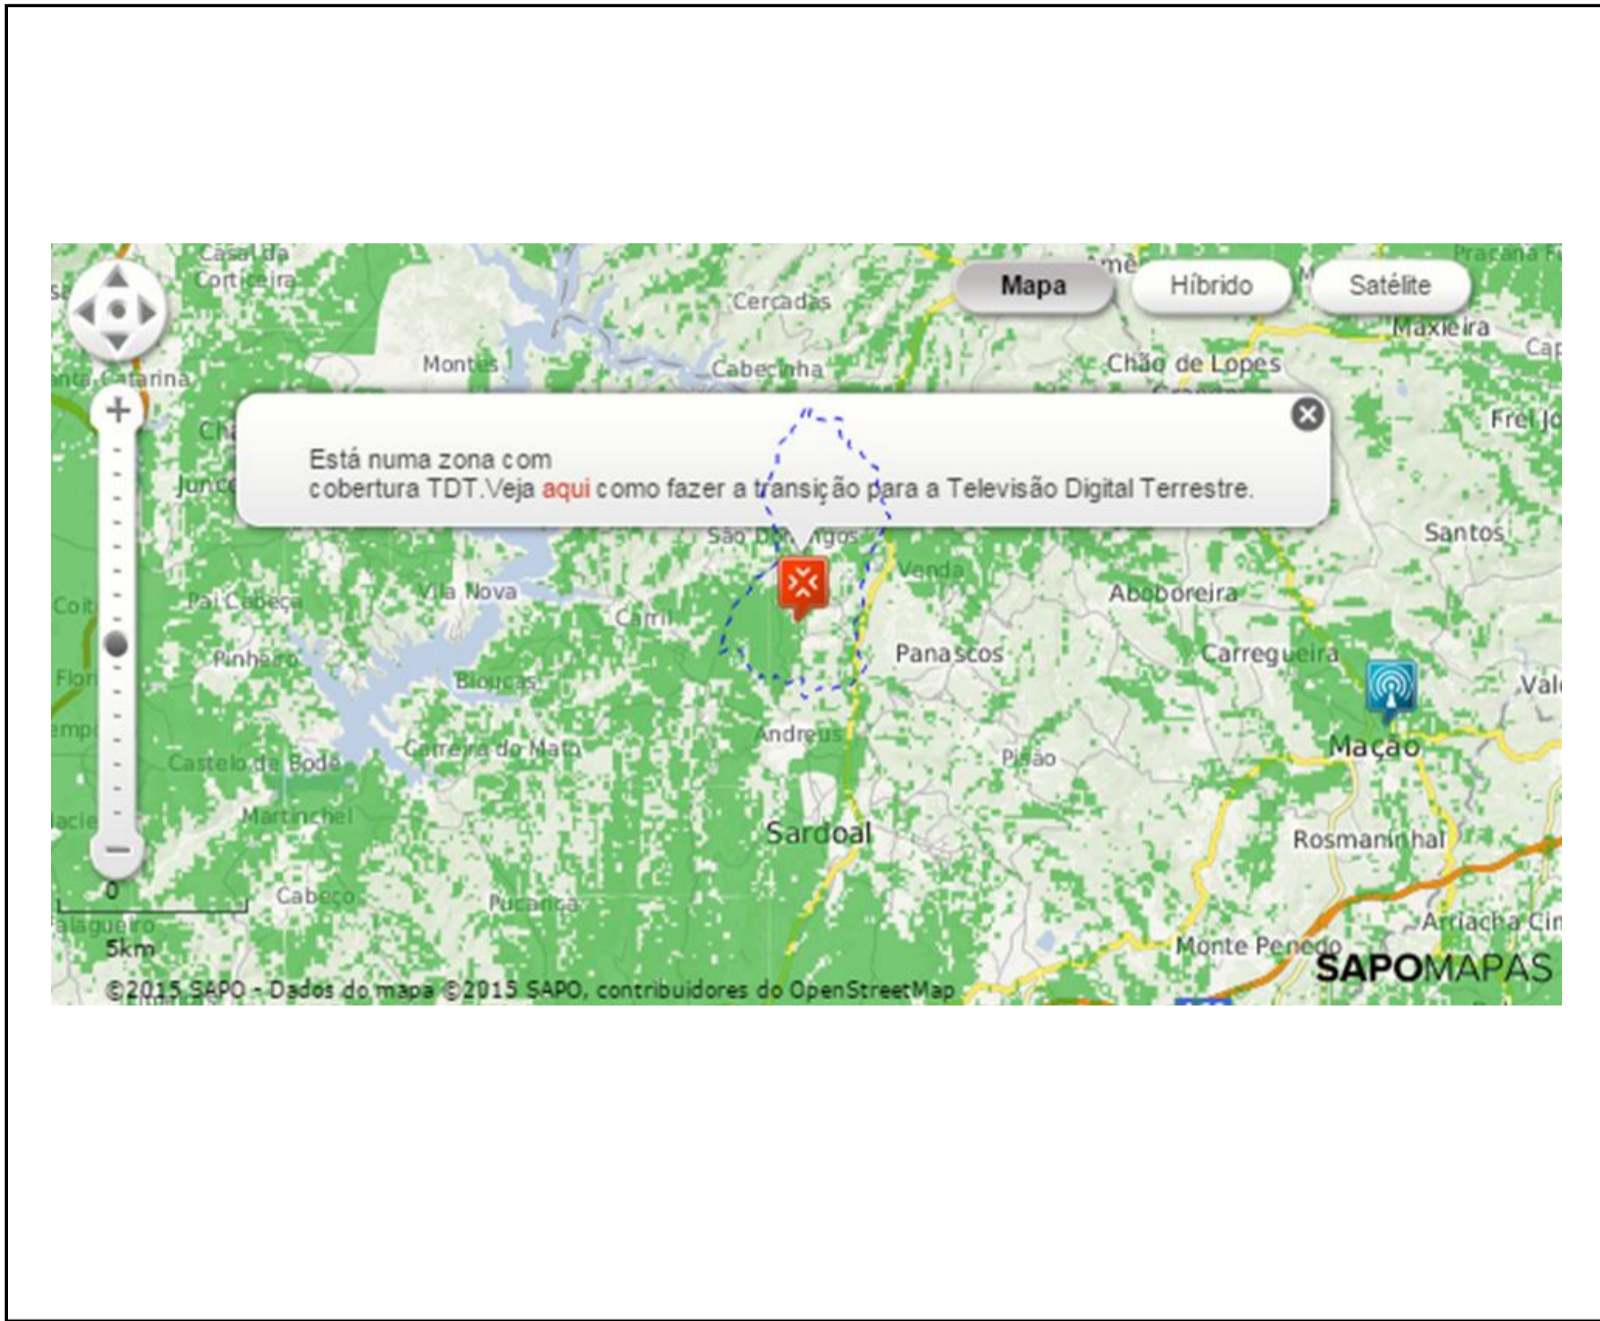 Casal da
Corticeira
Cercadas
Mapa
Híbrido
Satélite
Maxieira
Montes
Cabecinha
Chão de Lopes
Está numa zona com
cobertura TDT.Veja aqui como fazer a transição para a Televisão Digital Terrestre.
Santos
Venda
Vila Nova
Aboboreira
Pai Cabeça
Carril
Panascos
Carregueira
Pinheiro
Bioucas
Andreus
Mação
Carreira do Mato
Pisão
Castelo de Bode
Martinchel
Sardoal
Rosmaninhal
0
Cabeço
Pucariça
5km
Monte Penedo
SAPOMAPAS
©2015 SAPO - Dados do mapa ©2015 SAPO, contribuidores do OpenStreetMap